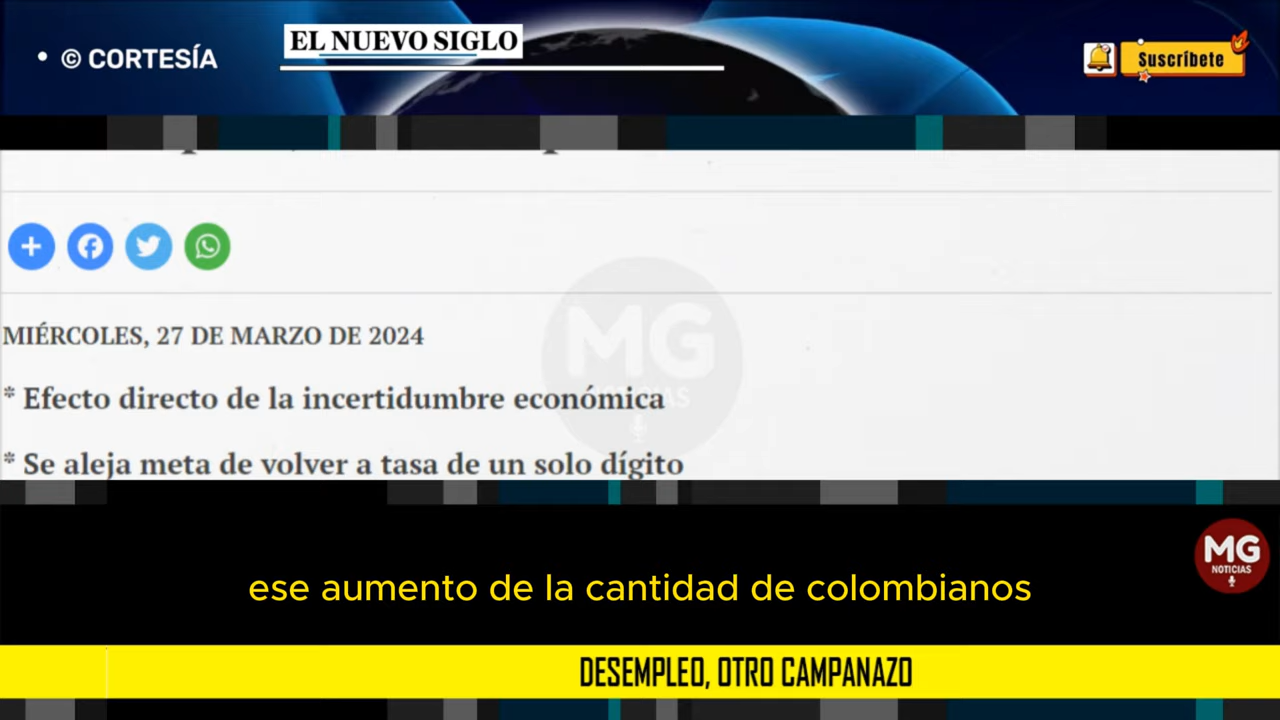 © CORTESÍA
EL NUEVO SIGLO
Suscríbete
MIÉRCOLES, 27 DE MARZO DE 2024
* Efecto directo de la incertidumbre económica
* Se aleja meta de volver a tasa de un solo dígito
MG
NOTICIAS
ese aumento de la cantidad de colombianos
MG
NOTICIAS
DESEMPLEO, OTRO CAMPANAZO